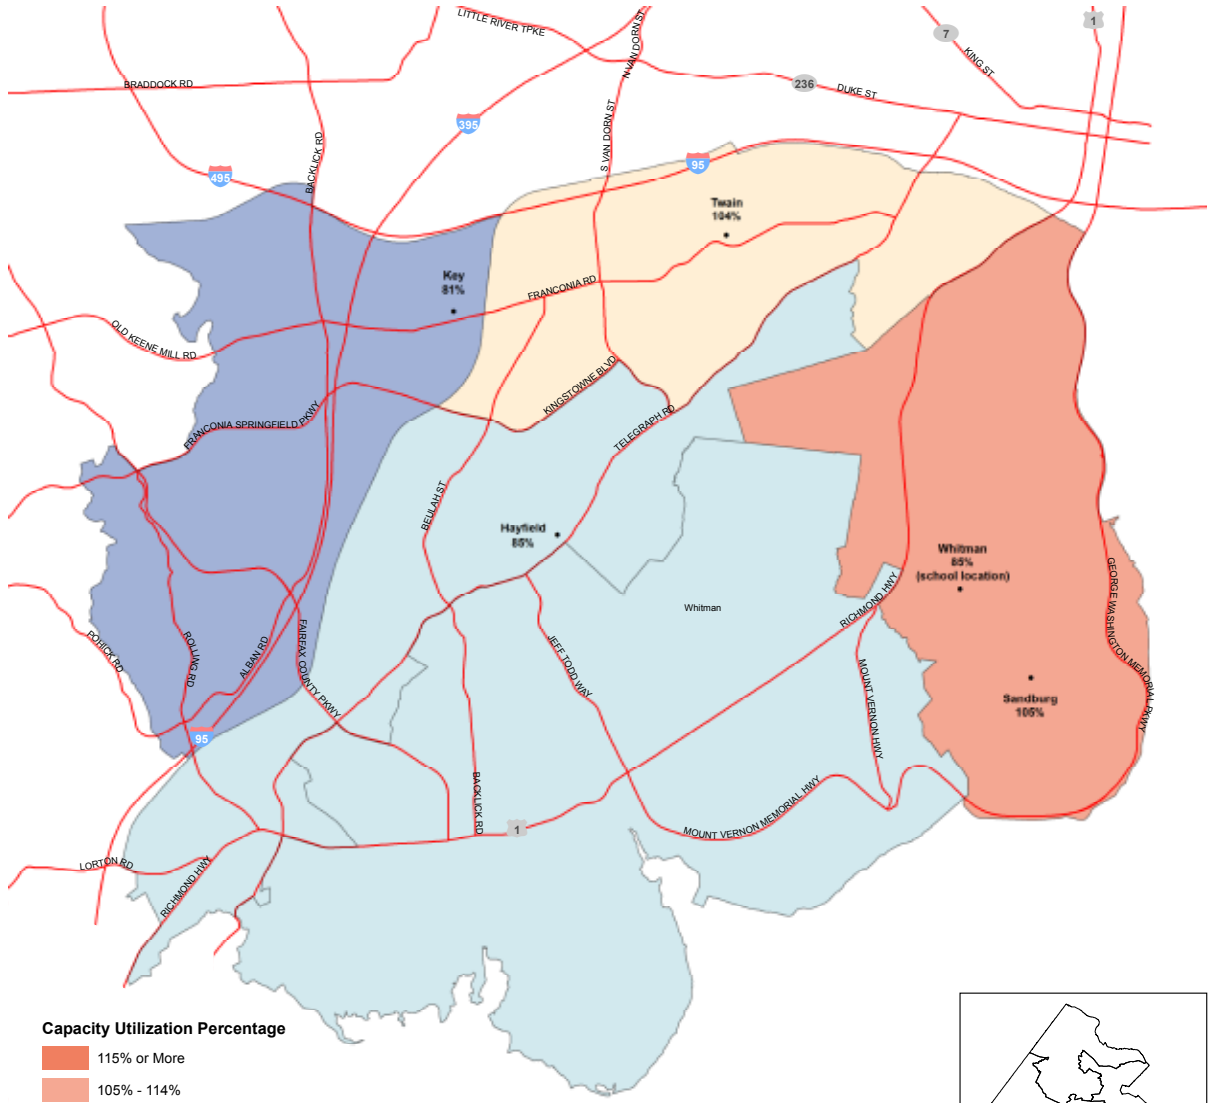 LITTLE RIVER TPKE
N VAN DORN ST
7
1
KING ST
BRADDOCK RD
236
DUKE ST
395
S VAN DORN ST
BACKLICK RD
95
495
Twain
104%
Key
81%
FRANCONIA RD
OLD KEENE MILL RD
KINGSTOWNE BLVD
FRANCONIA SPRINGFIELD PKWY
TELEGRAPH RD
BEULAH ST
Hayfield
85%
Whitman
85%
(school location)
Whitman
RICHMOND HWY
GEORGE WASHINGTON MEMORIAL PKWY
POHICK RD
ROLLING RD
ALBAN RD
FAIRFAX COUNTY PKWY
JEFF TODD WAY
MOUNT VERNON HWY
Sandburg
105%
95
BACKLICK RD
MOUNT VERNON MEMORIAL HWY
1
LORTON RD
RICHMOND HWY
Capacity Utilization Percentage
115% or More
105% - 114%